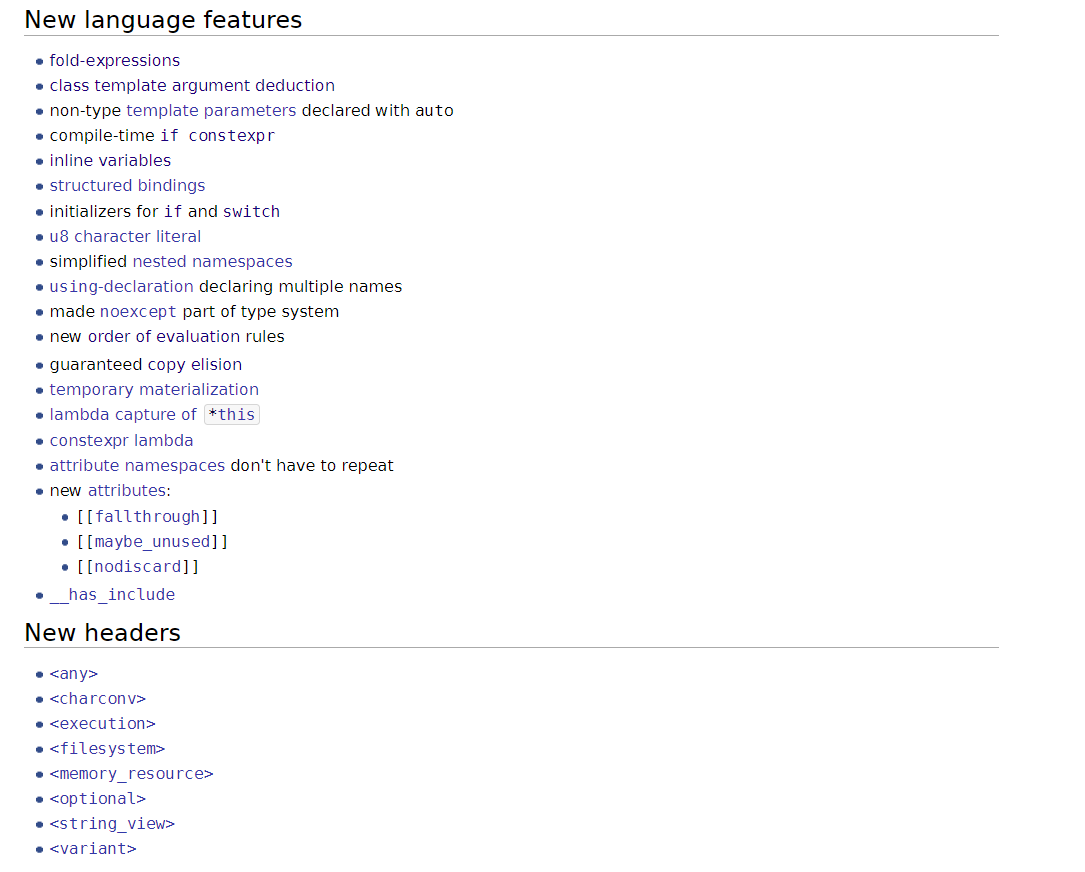 New language features
fold-expressions
class template argument deduction
non-type template parameters declared with auto
compile-time if constexpr
inline variables
structured bindings
initializers for if and switch
u8 character literal
simplified nested namespaces
using-declaration declaring multiple names
made noexcept part of type system
new order of evaluation rules
guaranteed copy elision
temporary materialization
lambda capture of *this
constexpr lambda
attribute namespaces don't have to repeat
new attributes:
[[fallthrough]]
[[maybe_unused]]
[[nodiscard]]
__has_include
New headers
<any>
<charconv>
<execution>
<filesystem>
<memory_resource>
<optional>
<string_view>
<variant>